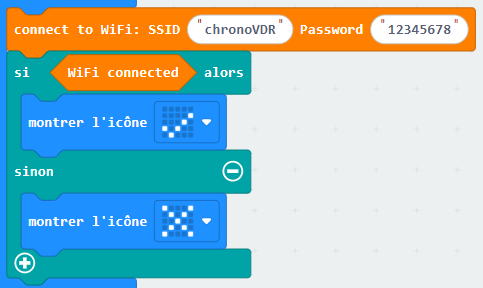 connect to WiFi: SSID "chronoVDR" Password "12345678"
si WiFi connected alors
montrer l'icône
sinon
montrer l'icône